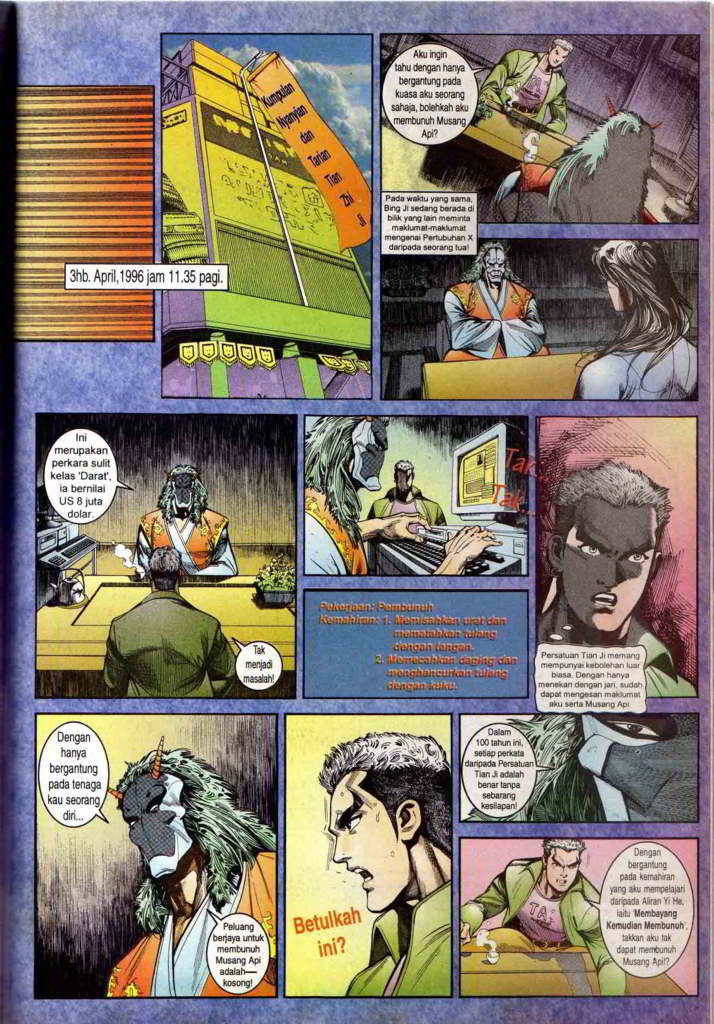 3hb. April,1996 jam 11.35 pagi.
Kumpulan
Nyanyian
dan
Tarian
Tian
Zhi
Ji
Aku ingin
tahu dengan hanya
bergantung pada
kuasa aku seorang
sahaja, bolehkah aku
membunuh Musang
Api?
Pada waktu yang sama,
Bing Ji sedang berada di
bilik yang lain meminta
maklumat-maklumat
mengenai Pertubuhan X
daripada seorang tua!
Ini
merupakan
perkara sulit
kelas 'Darat',
ia bernilai
US 8 juta
dolar.
Tak
menjadi
masalah!
Tak...
Tak...
Pekerjaan: Pembunuh
Kemahiran: 1. Memisahkan urat dan
mematahkan tulang
dengan tangan.
2. Memecahkan daging dan
menghancurkan tulang
dengan kuku.
Persatuan Tian Ji memang
mempunyai kebolehan luar
biasa. Dengan hanya
menekan dengan jari, sudah
dapat mengesan maklumat
aku serta Musang Api.
Dengan
hanya
bergantung
pada tenaga
kau seorang
diri...
Peluang
berjaya untuk
membunuh
Musang Api
adalah—
kosong!
Betulkah
ini?
Dalam
100 tahun ini,
setiap perkata
daripada Persatuan
Tian Ji adalah
benar tanpa
sebarang
kesilapan!
Dengan
bergantung
pada kemahiran
yang aku mempelajari
daripada Aliran Yi He,
iaitu 'Membayang
Kemudian Membunuh',
takkan aku tak
dapat membunuh
Musang Api!?